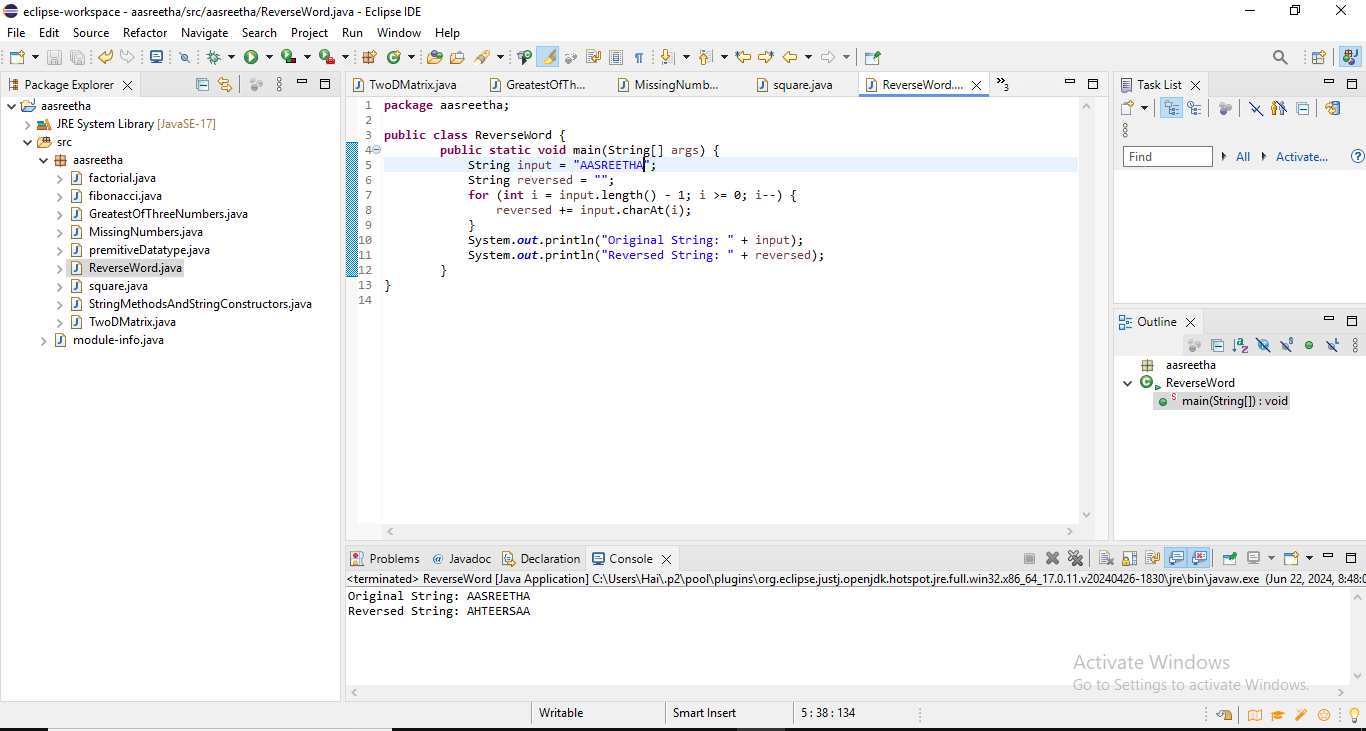 eclipse-workspace - aasreetha/src/aasreetha/ReverseWord.java - Eclipse IDE
File Edit Source Refactor Navigate Search Project Run Window Help
Package Explorer
aasreetha
JRE System Library [JavaSE-17]
src
aasreetha
factorial.java
fibonacci.java
GreatestOfThreeNumbers.java
MissingNumbers.java
premitiveDatatype.java
ReverseWord.java
square.java
StringMethodsAndStringConstructors.java
TwoDMatrix.java
module-info.java
TwoDMatrix.java GreatestOfTh... MissingNumb... square.java ReverseWord.... »3
1 package aasreetha;
2
3 public class ReverseWord {
4 public static void main(String[] args) {
5 String input = "AASREETHA";
6 String reversed = "";
7 for (int i = input.length() - 1; i >= 0; i--) {
8 reversed += input.charAt(i);
9 }
10 System.out.println("Original String: " + input);
11 System.out.println("Reversed String: " + reversed);
12 }
13 }
14
Task List
Find All Activate...
Outline
aasreetha
ReverseWord
main(String[]) : void
Problems Javadoc Declaration Console
<terminated> ReverseWord [Java Application] C:\Users\Hai\.p2\pool\plugins\org.eclipse.justj.openjdk.hotspot.jre.full.win32.x86_64_17.0.11.v20240426-1830\jre\bin\javaw.exe (Jun 22, 2024, 8:48:0
Original String: AASREETHA
Reversed String: AHTEERSAA
Activate Windows
Go to Settings to activate Windows.
Writable Smart Insert 5 : 38 : 134